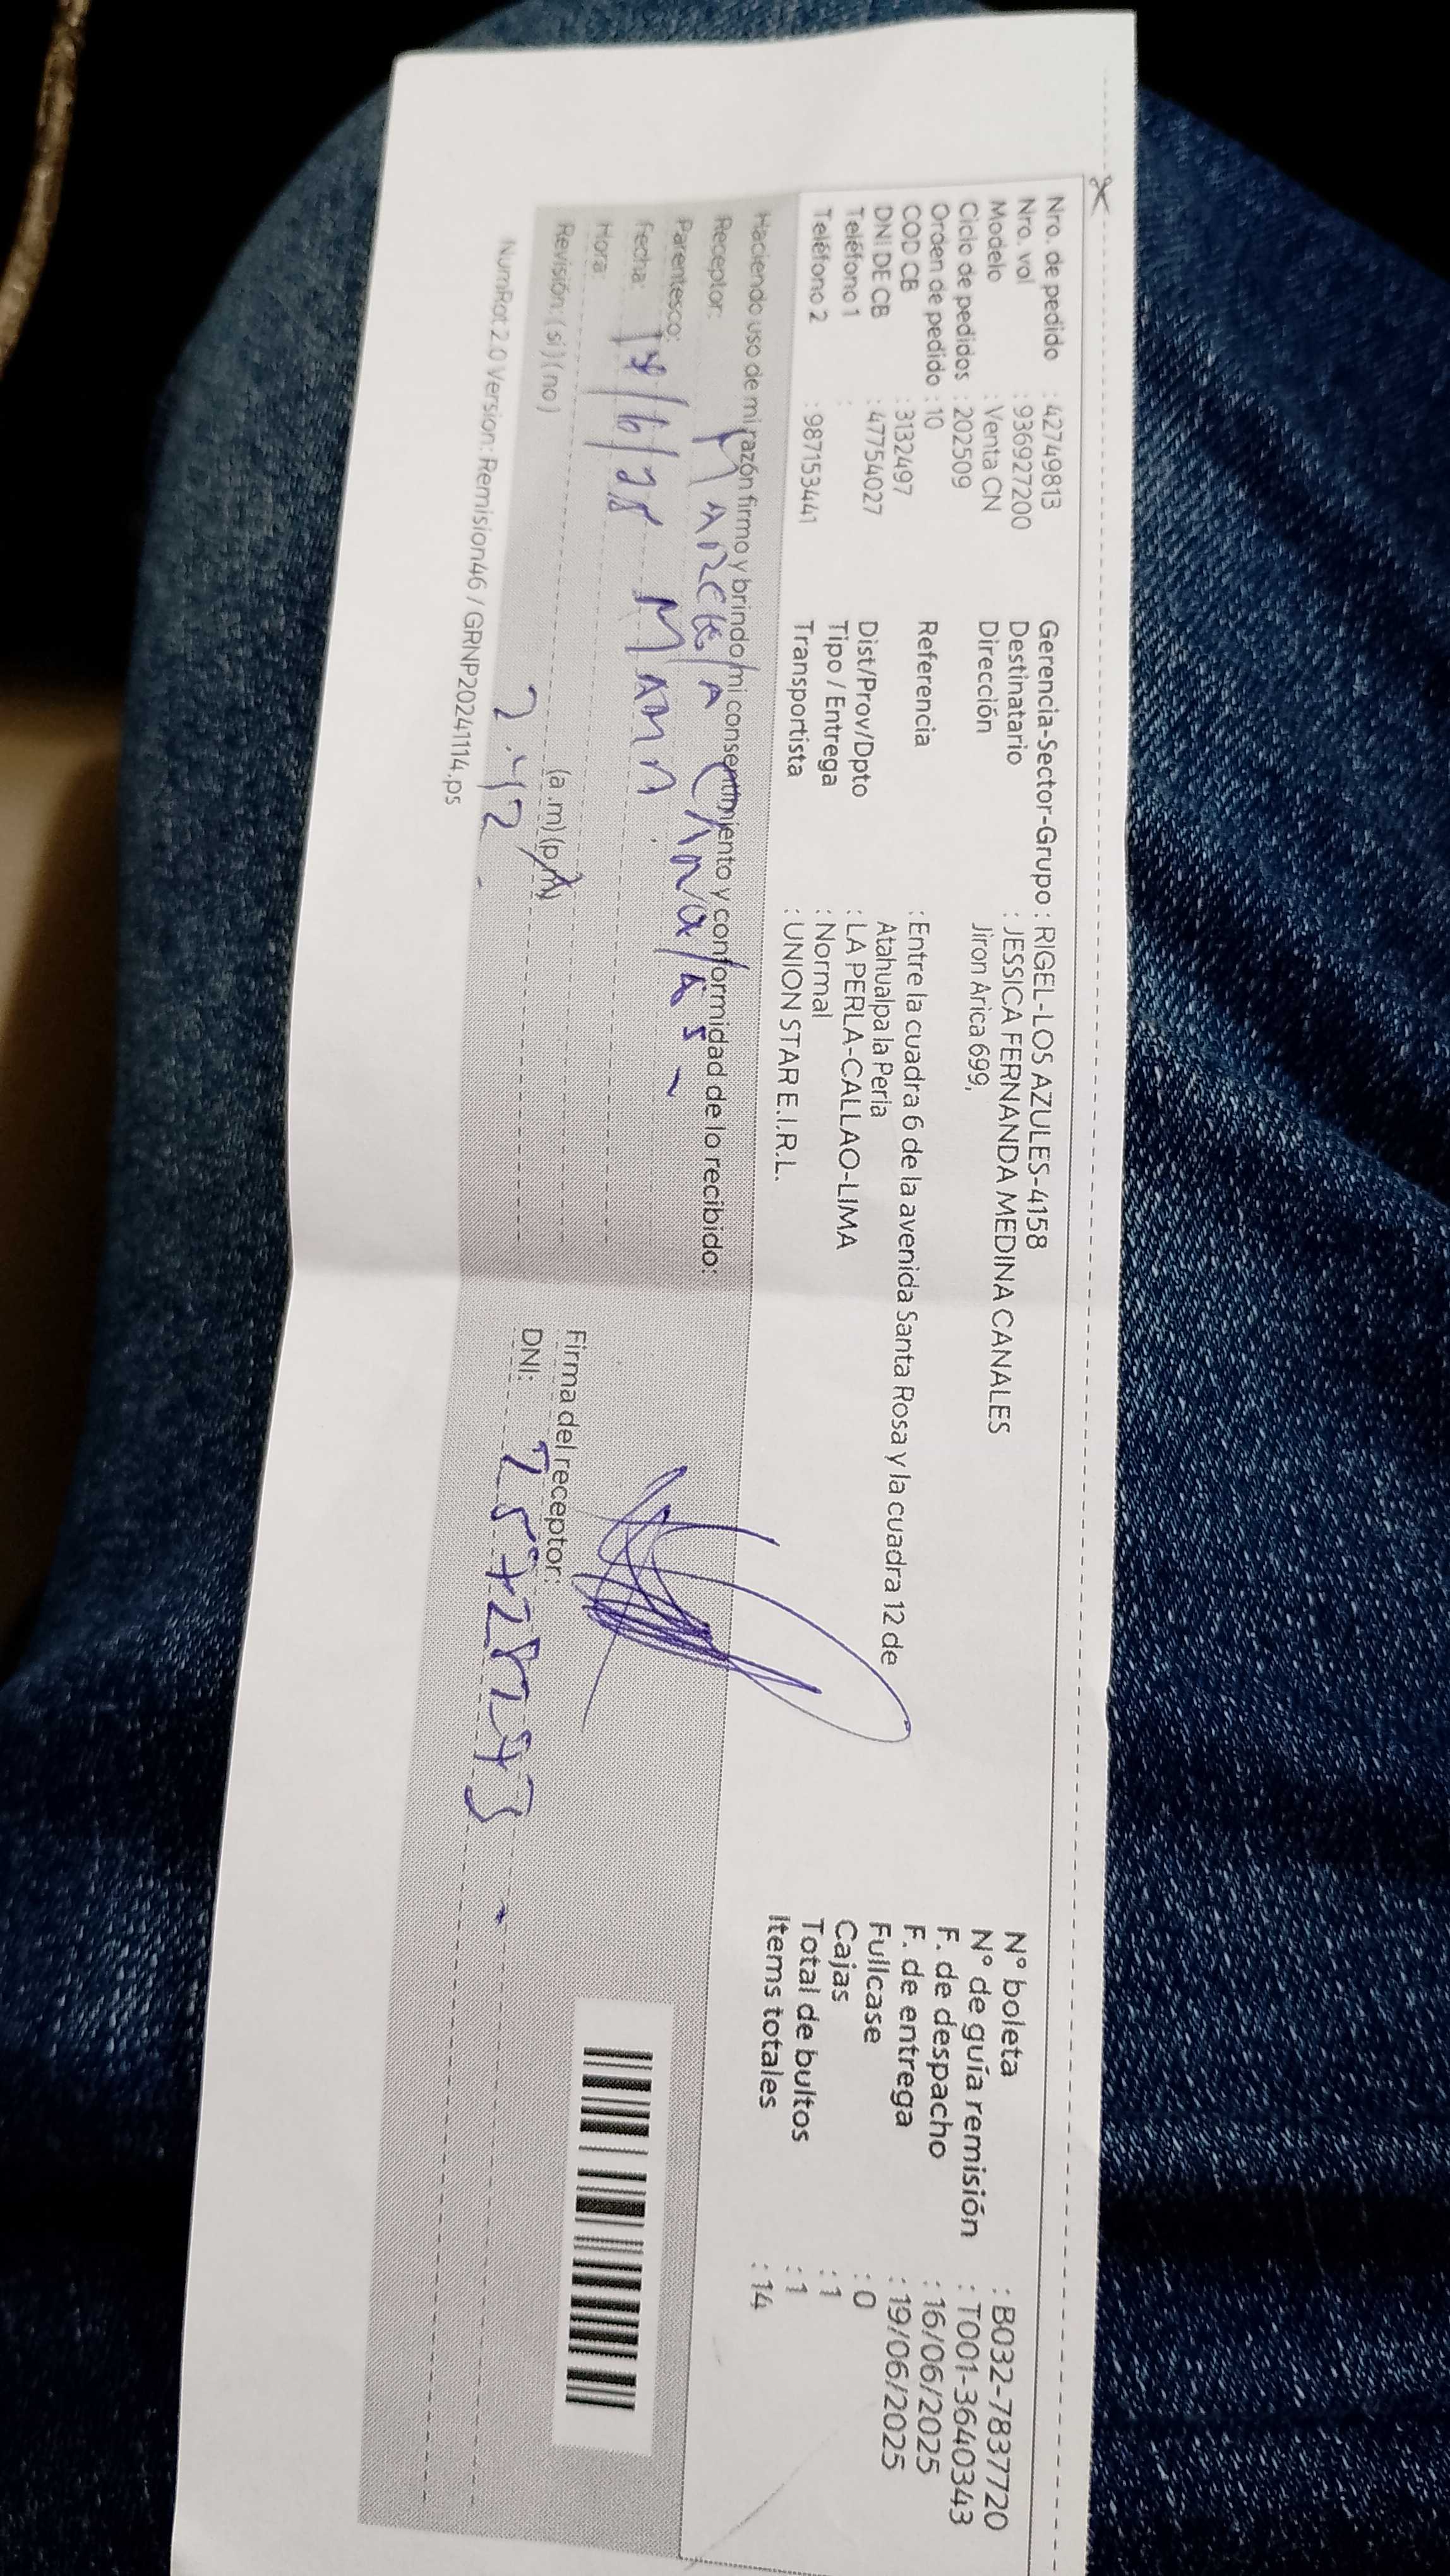 Nro. de pedido : 42749813
Nro. vol : 936927200
Modelo : Venta CN
Ciclo de pedidos : 202509
Orden de pedido : 10
COD CB : 3132497
DNI DE CB : 47754027
Teléfono 1 :
Teléfono 2 : 987153441
Gerencia-Sector-Grupo : RIGEL-LOS AZULES-4158
Destinatario : JESSICA FERNANDA MEDINA CANALES
Dirección Jiron Arica 699,
Referencia : Entre la cuadra 6 de la avenida Santa Rosa y la cuadra 12 de
Atahualpa la Perla
Dist/Prov/Dpto : LA PERLA-CALLAO-LIMA
Tipo / Entrega : Normal
Transportista : UNION STAR E.I.R.L.
N° boleta : B032-7837720
N° de guía remisión : T001-3640343
F. de despacho : 16/06/2025
F. de entrega : 19/06/2025
Fullcase : 0
Cajas : 1
Total de bultos : 1
Items totales : 14
Haciendo uso de mi razón firmo y brindo mi consentimiento y conformidad de lo recibido:
Receptor:
Parentesco:
Fecha:
Hora: (a.m) (p.m)
2.42
Revisión: ( si ) ( no )
Firma del receptor:
DNI:
NumRot 2.0 Version: Remision46 / GRNP20241114.ps